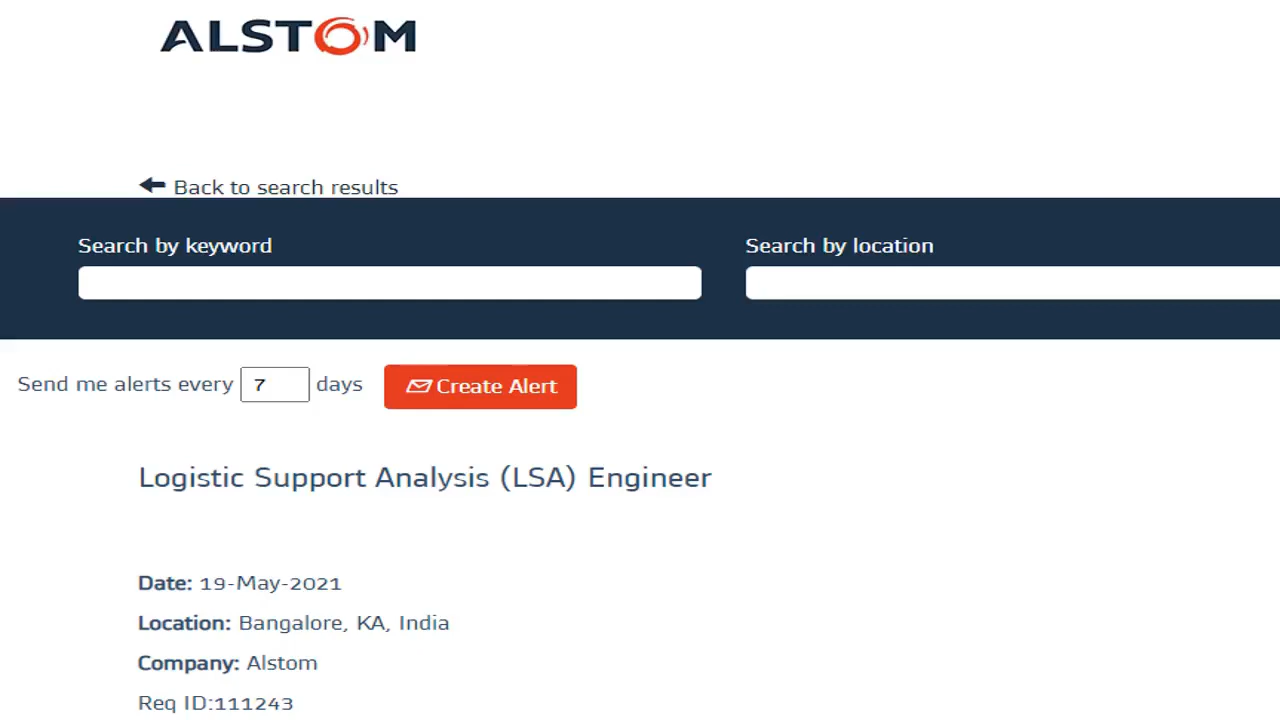 ALSTOM
Back to search results
Search by keyword
Search by location
Send me alerts every 7 days Create Alert
Logistic Support Analysis (LSA) Engineer
Date: 19-May-2021
Location: Bangalore, KA, India
Company: Alstom
Req ID:111243